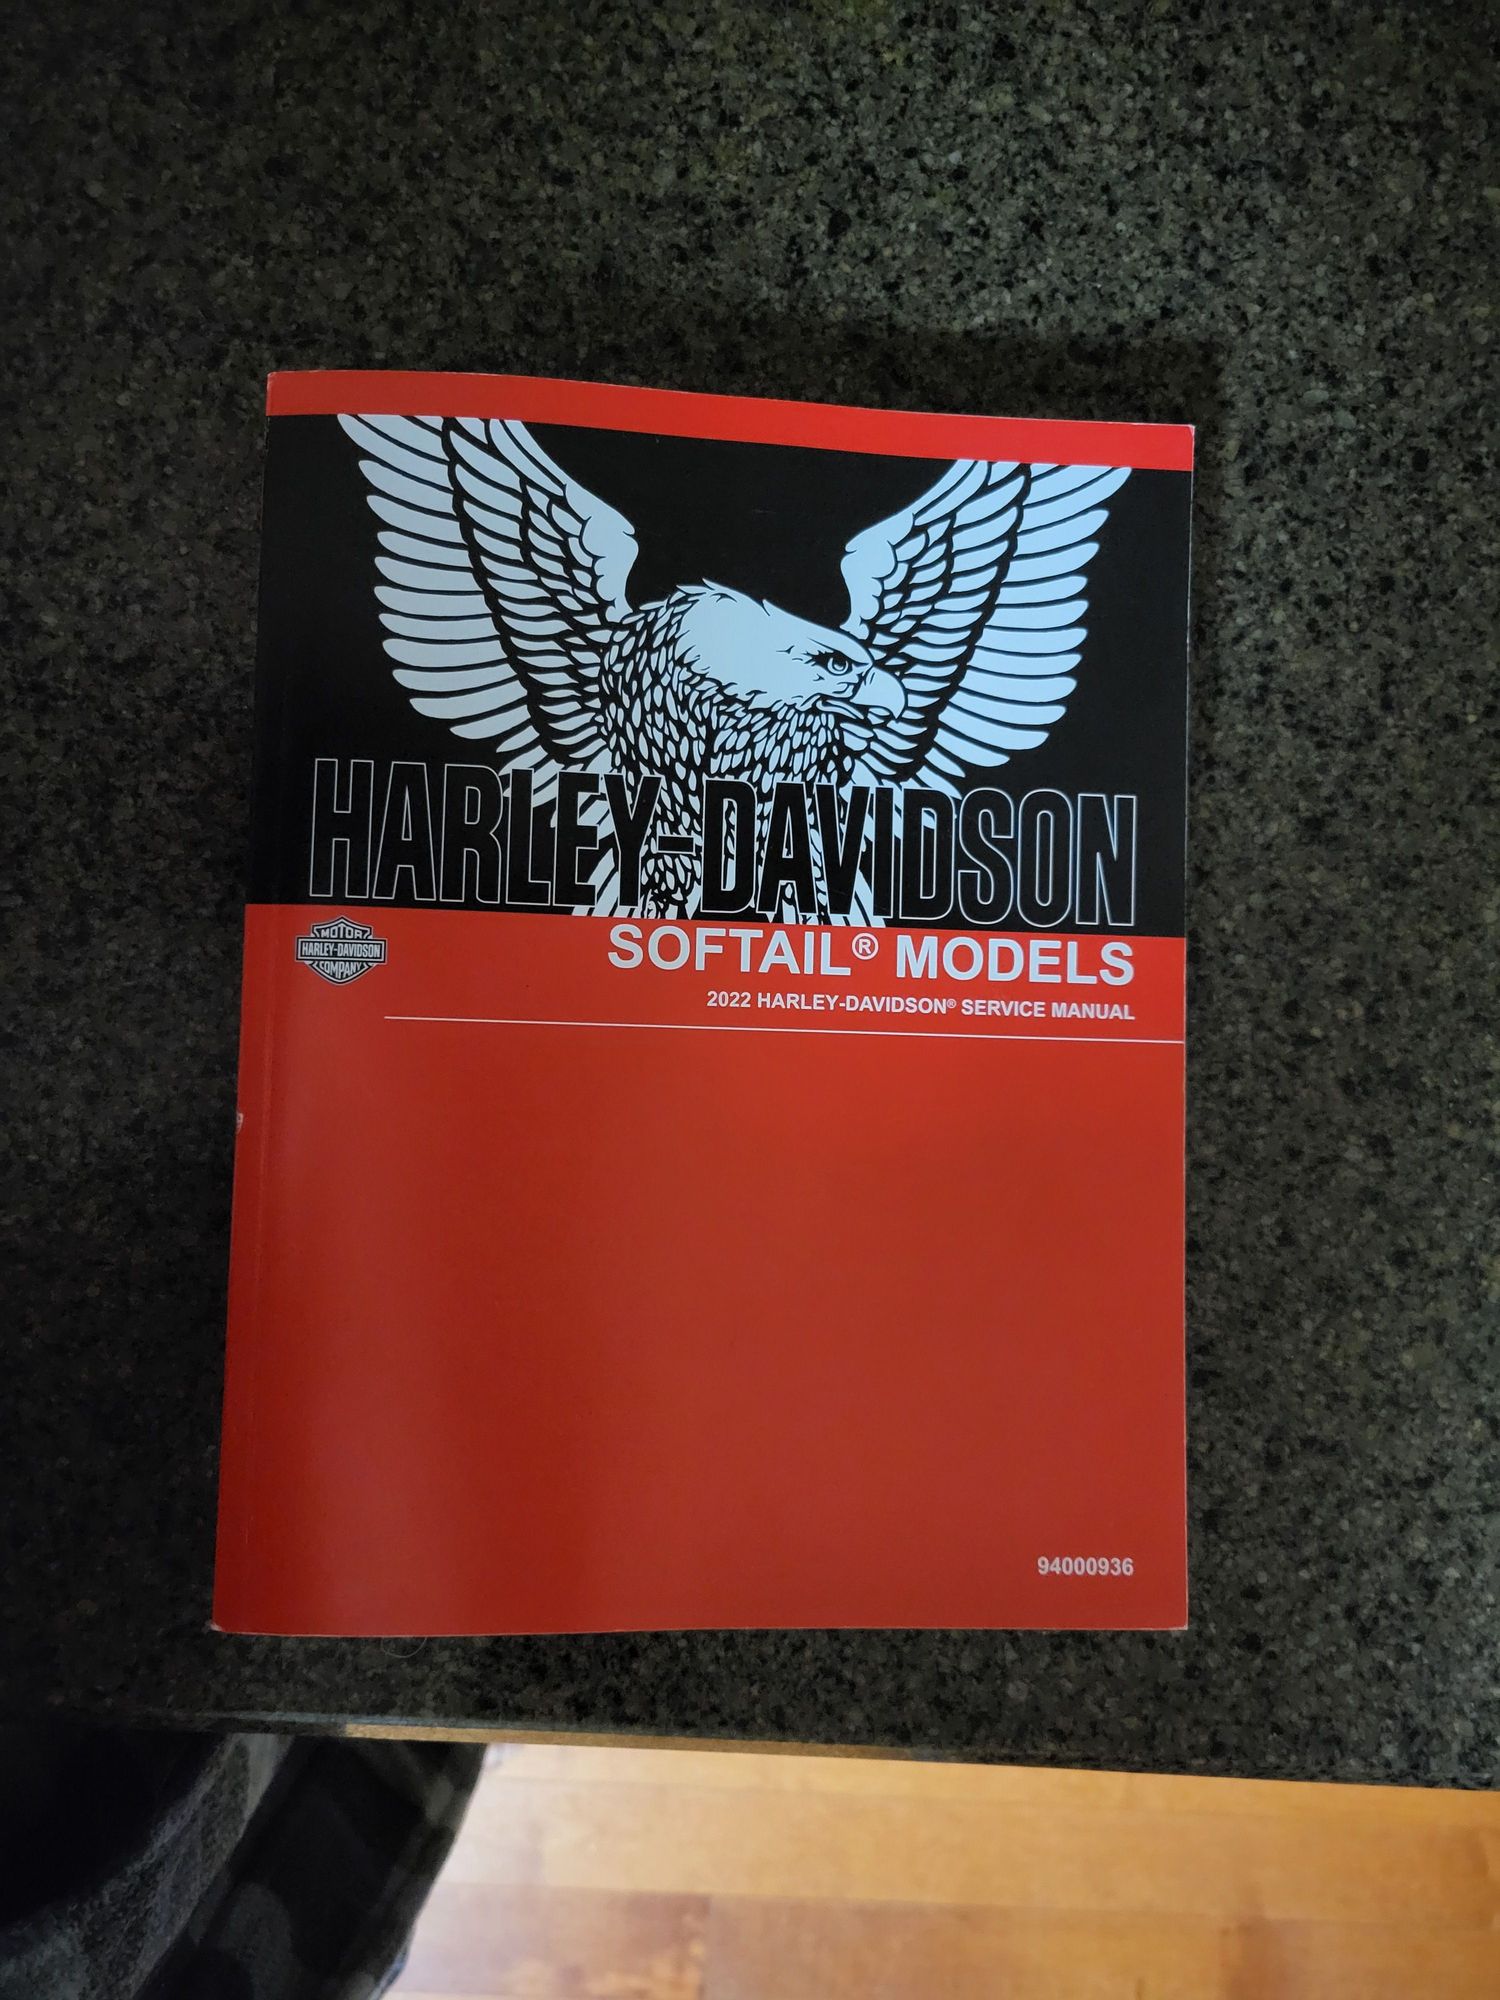 HARLEY-DAVIDSON
MOTOR
HARLEY-DAVIDSON
COMPANY
SOFTAIL® MODELS
2022 HARLEY-DAVIDSON® SERVICE MANUAL
94000936